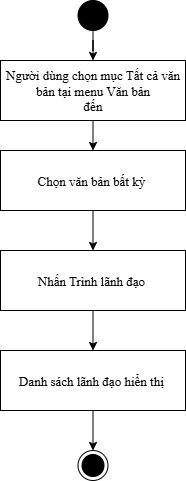 Người dùng chọn mục Tất cả văn
bản tại menu Văn bản
đến
Chọn văn bản bất kỳ
Nhấn Trình lãnh đạo
Danh sách lãnh đạo hiển thị